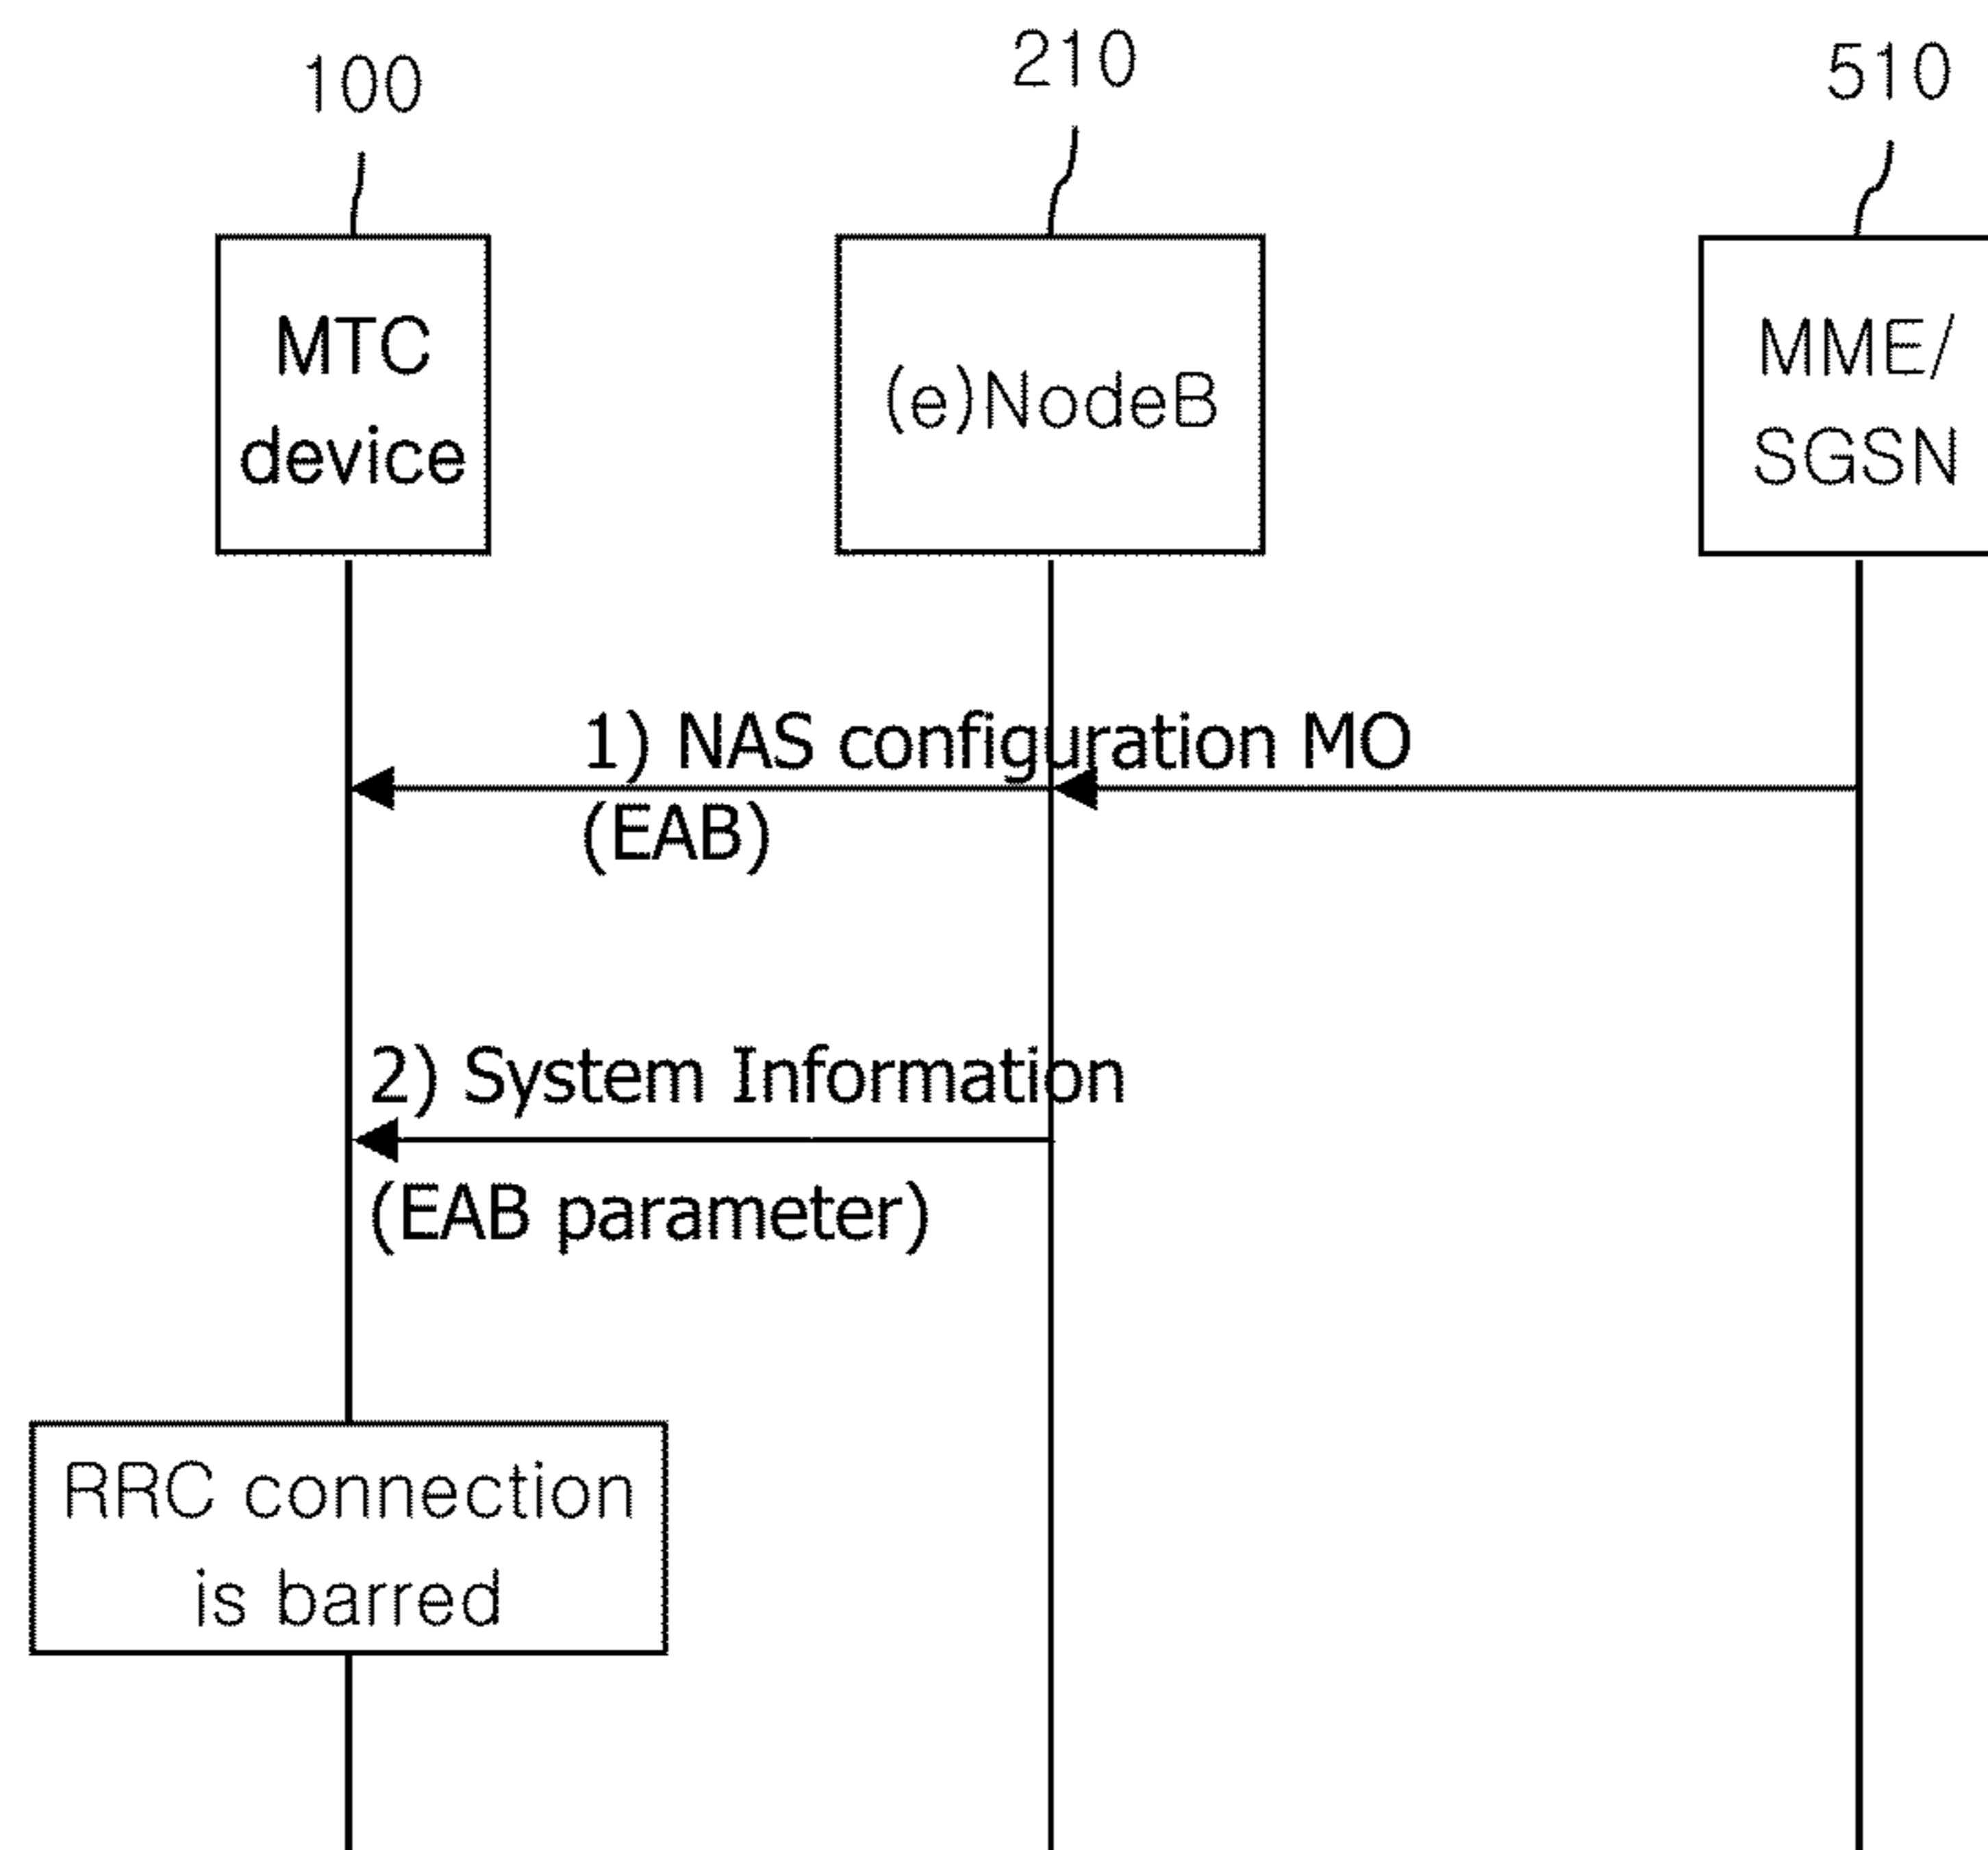 100
210
510
MTC
device
(e)NodeB
MME/
SGSN
1) NAS configuration MO
(EAB)
2) System Information
(EAB parameter)
RRC connection
is barred